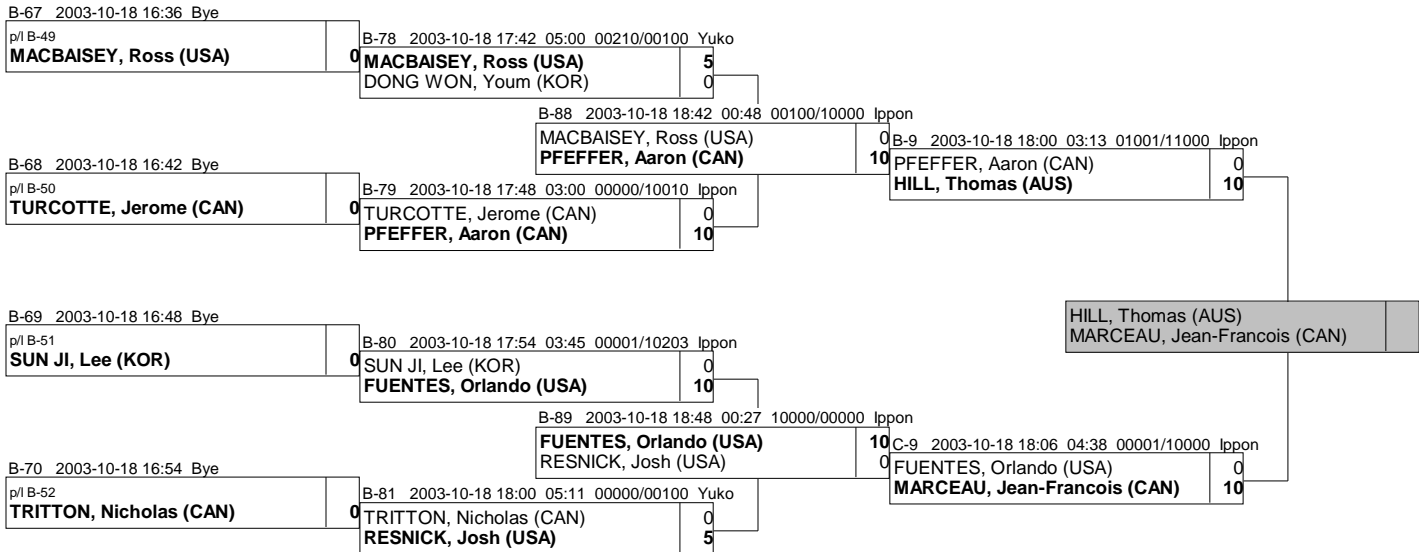 B-67 2003-10-18 16:36 Bye
p/l B-49
MACBAISEY, Ross (USA) 0
B-78 2003-10-18 17:42 05:00 00210/00100 Yuko
MACBAISEY, Ross (USA) 5
DONG WON, Youm (KOR) 0
B-88 2003-10-18 18:42 00:48 00100/10000 Ippon
MACBAISEY, Ross (USA) 0
PFEFFER, Aaron (CAN) 10
B-9 2003-10-18 18:00 03:13 01001/11000 Ippon
PFEFFER, Aaron (CAN) 0
HILL, Thomas (AUS) 10
B-68 2003-10-18 16:42 Bye
p/l B-50
TURCOTTE, Jerome (CAN) 0
B-79 2003-10-18 17:48 03:00 00000/10010 Ippon
TURCOTTE, Jerome (CAN) 0
PFEFFER, Aaron (CAN) 10
HILL, Thomas (AUS)
MARCEAU, Jean-Francois (CAN)
B-69 2003-10-18 16:48 Bye
p/l B-51
SUN JI, Lee (KOR) 0
B-80 2003-10-18 17:54 03:45 00001/10203 Ippon
SUN JI, Lee (KOR) 0
FUENTES, Orlando (USA) 10
B-89 2003-10-18 18:48 00:27 10000/00000 Ippon
FUENTES, Orlando (USA) 10
RESNICK, Josh (USA) 0
C-9 2003-10-18 18:06 04:38 00001/10000 Ippon
FUENTES, Orlando (USA) 0
MARCEAU, Jean-Francois (CAN) 10
B-70 2003-10-18 16:54 Bye
p/l B-52
TRITTON, Nicholas (CAN) 0
B-81 2003-10-18 18:00 05:11 00000/00100 Yuko
TRITTON, Nicholas (CAN) 0
RESNICK, Josh (USA) 5